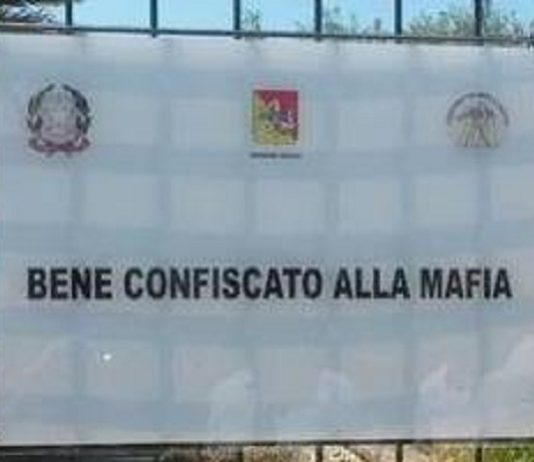 BENE CONFISCATO ALLA MAFIA